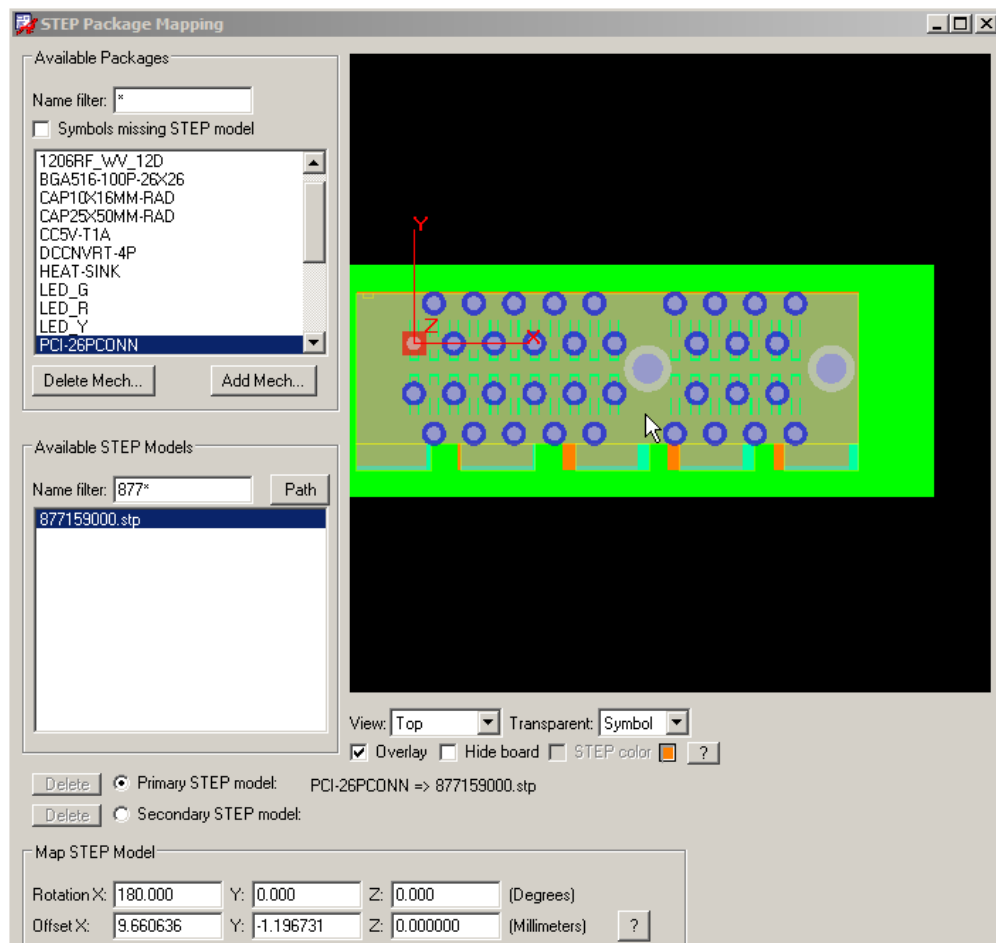 STEP Package Mapping
Available Packages
Name filter: *
Symbols missing STEP model
1206RF_WV_12D
BGA516-100P-26X26
CAP10X16MM-RAD
CAP25X50MM-RAD
CC5V-T1A
DCCNVRT-4P
HEAT-SINK
LED_G
LED_R
LED_Y
PCI-26PCONN
Delete Mech... Add Mech...
Y
Z X
Available STEP Models
Name filter: 877* Path
877159000.stp
View: Top Transparent: Symbol
Overlay Hide board STEP color ?
Delete Primary STEP model: PCI-26PCONN => 877159000.stp
Delete Secondary STEP model:
Map STEP Model
Rotation X: 180.000 Y: 0.000 Z: 0.000 (Degrees)
Offset X: 9.660636 Y: -1.196731 Z: 0.000000 (Millimeters) ?